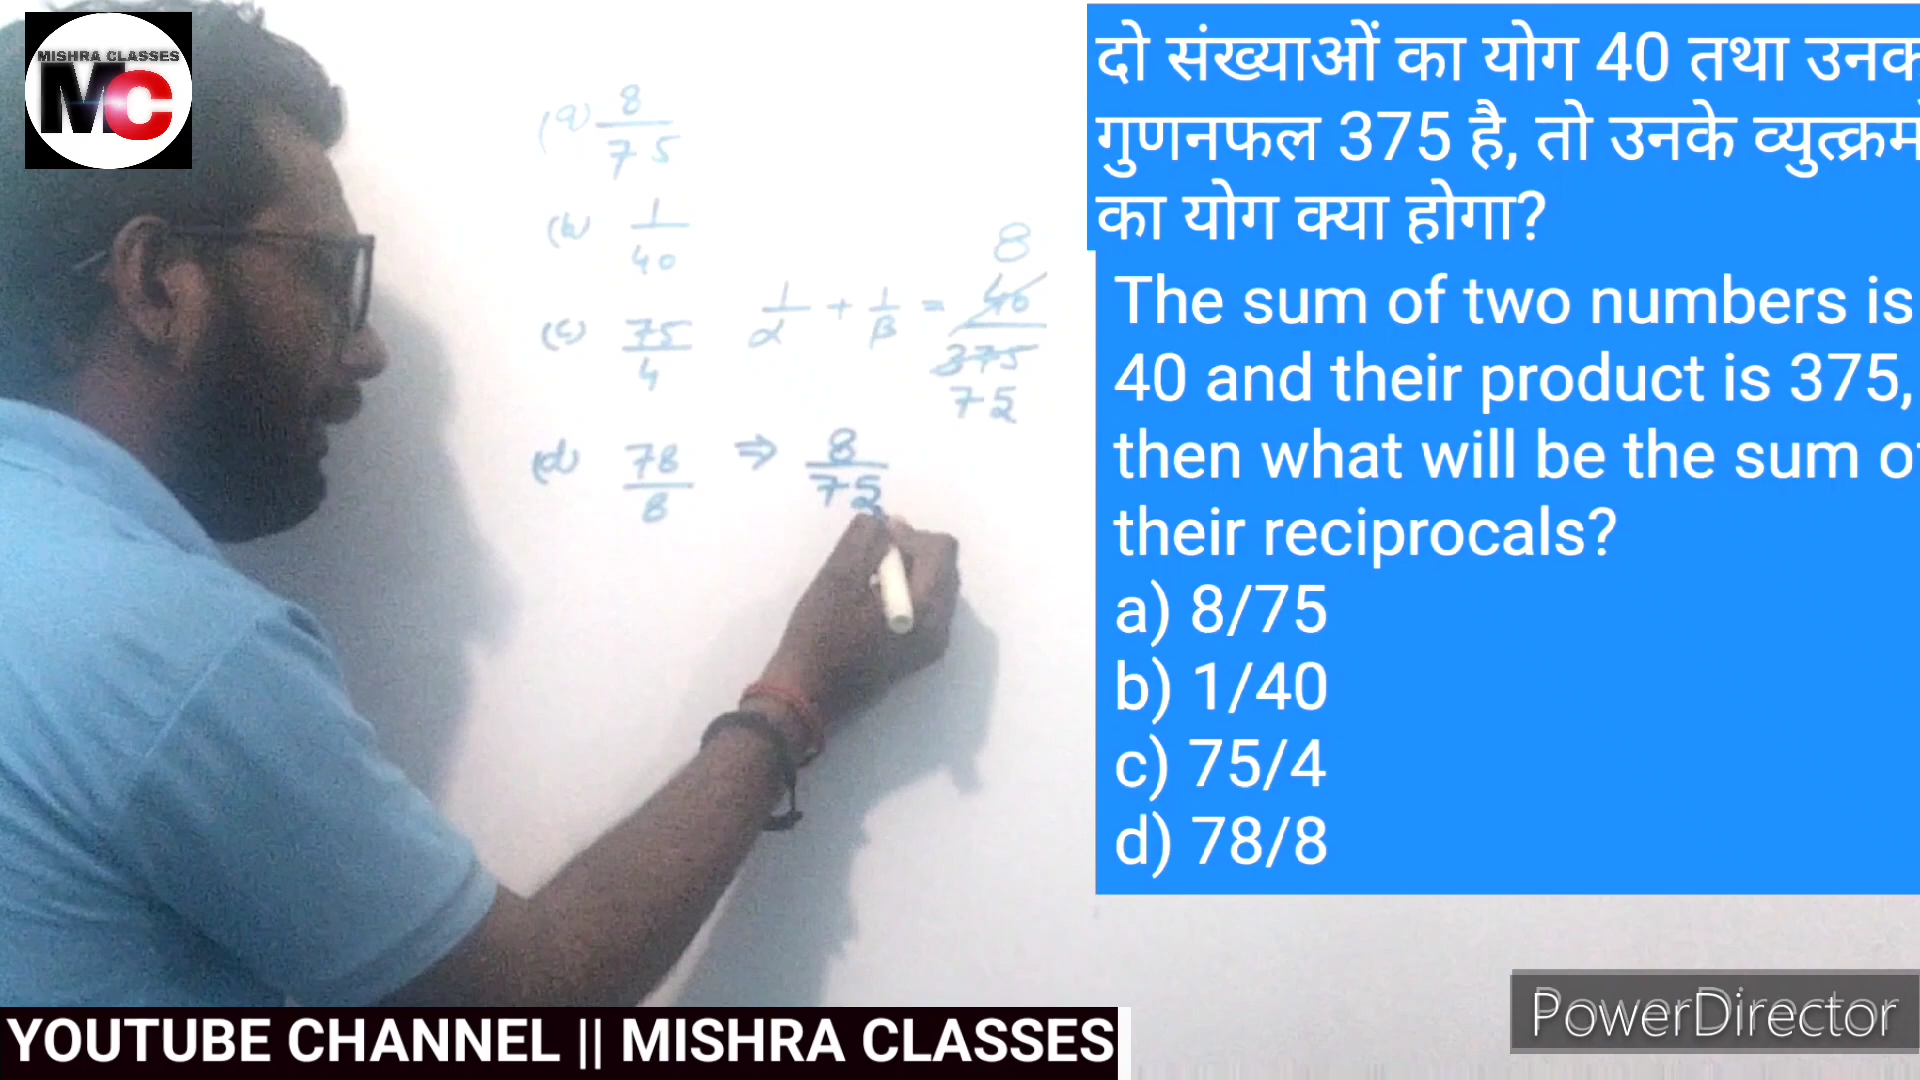 MISHRA CLASSES
MC
(a) 8/75
(b) 1/40
(c) 75/4
(d) 78/8
1/α + 1/β = 40/375
8
75
⇒ 8/75
दो संख्याओं का योग 40 तथा
गुणनफल 375 है, तो उनके
का योग क्या होगा?
The sum of two numbers is
40 and their product is 375,
then what will be the sum
their reciprocals?
a) 8/75
b) 1/40
c) 75/4
d) 78/8
YOUTUBE CHANNEL || MISHRA CLASSES
PowerDirector